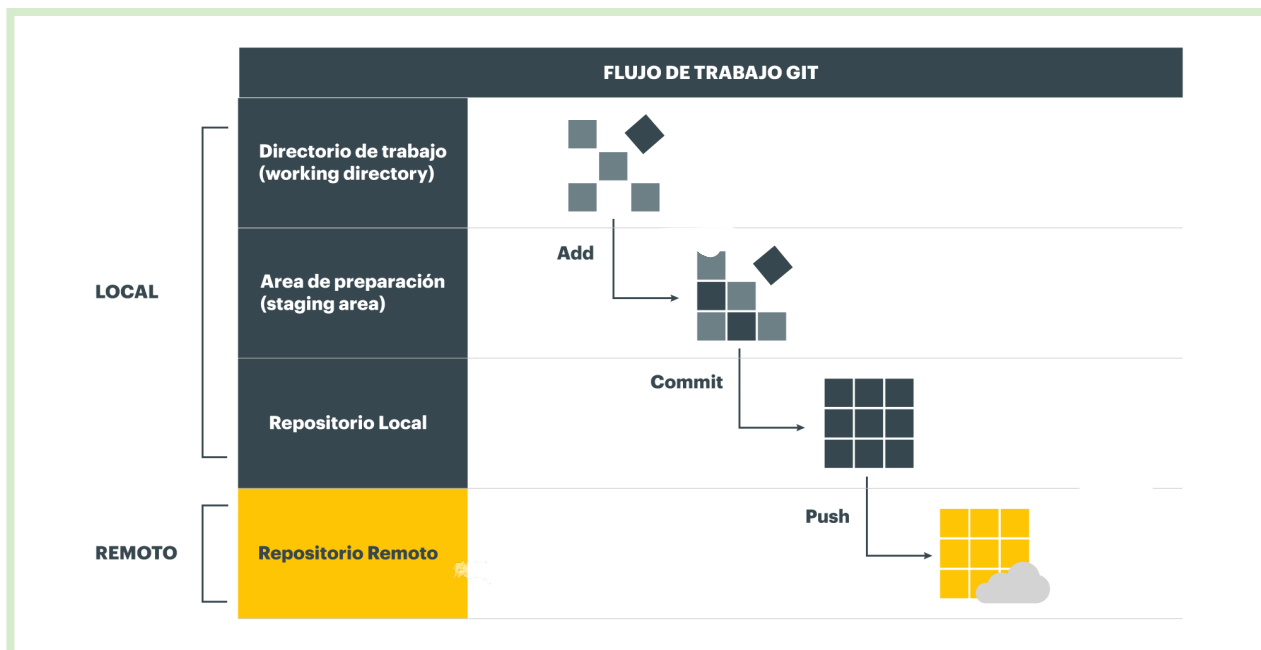 FLUJO DE TRABAJO GIT
LOCAL
Directorio de trabajo
(working directory)
Add
Area de preparación
(staging area)
Commit
Repositorio Local
Push
REMOTO
Repositorio Remoto